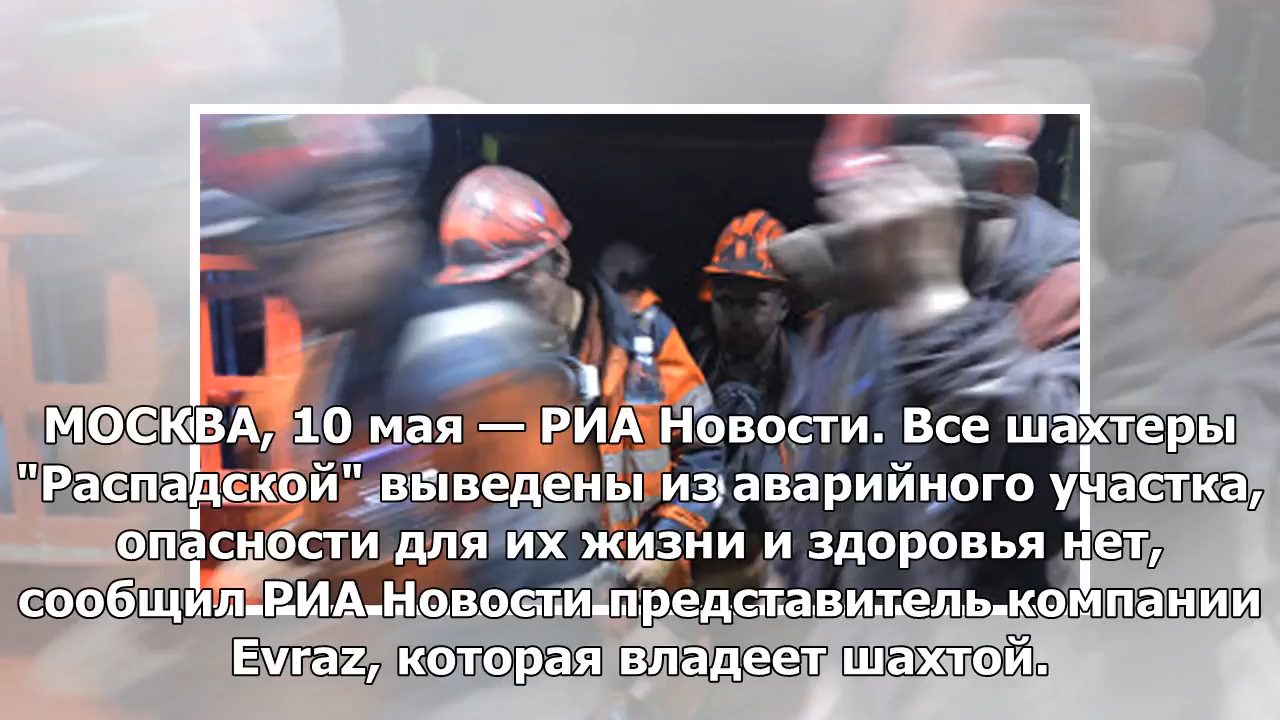 МОСКВА, 10 мая — РИА Новости. Все шахтеры
"Распадской" выведены из аварийного участка,
опасности для их жизни и здоровья нет,
сообщил РИА Новости представитель компании
Evraz, которая владеет шахтой.